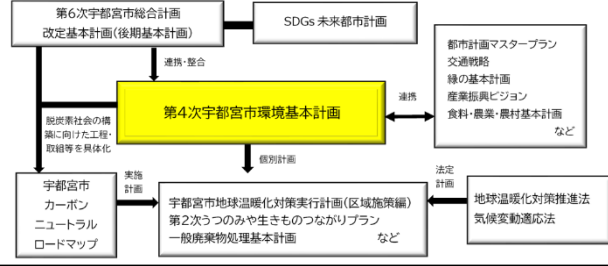 第6次宇都宮市総合計画
改定基本計画(後期基本計画)
SDGs 未来都市計画
連携・整合
都市計画マスタープラン
交通戦略
緑の基本計画
産業振興ビジョン
食料・農業・農村基本計画
など
第4次宇都宮市環境基本計画
連携
脱炭素社会の構
築に向けた工程・
取組等を具体化
個別計画
宇都宮市
カーボン
ニュートラル
ロードマップ
実施
計画
宇都宮市地球温暖化対策実行計画(区域施策編)
第2次うつのみや生きものつながりプラン
一般廃棄物処理基本計画 など
法定
計画
地球温暖化対策推進法
気候変動適応法